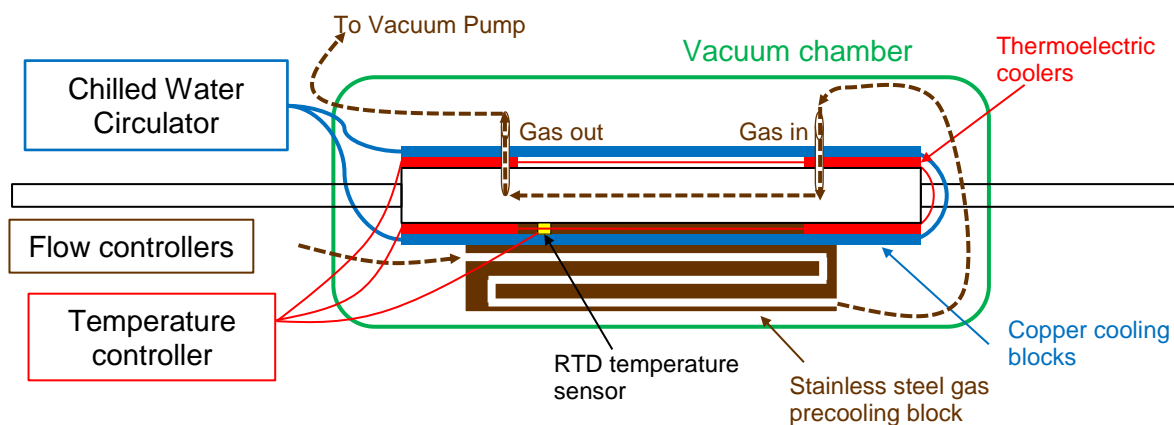 To Vacuum Pump
Vacuum chamber
Thermoelectric
coolers
Chilled Water
Circulator
Gas out
Gas in
Flow controllers
Temperature
controller
RTD temperature
sensor
Stainless steel gas
precooling block
Copper cooling
blocks